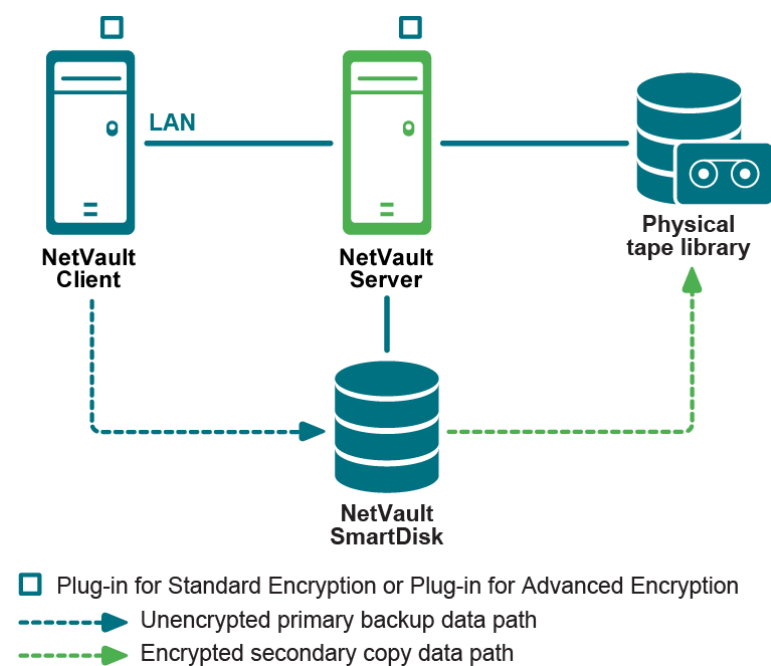 LAN
NetVault
Client
NetVault
Server
Physical
tape library
NetVault
SmartDisk
Plug-in for Standard Encryption or Plug-in for Advanced Encryption
Unencrypted primary backup data path
Encrypted secondary copy data path